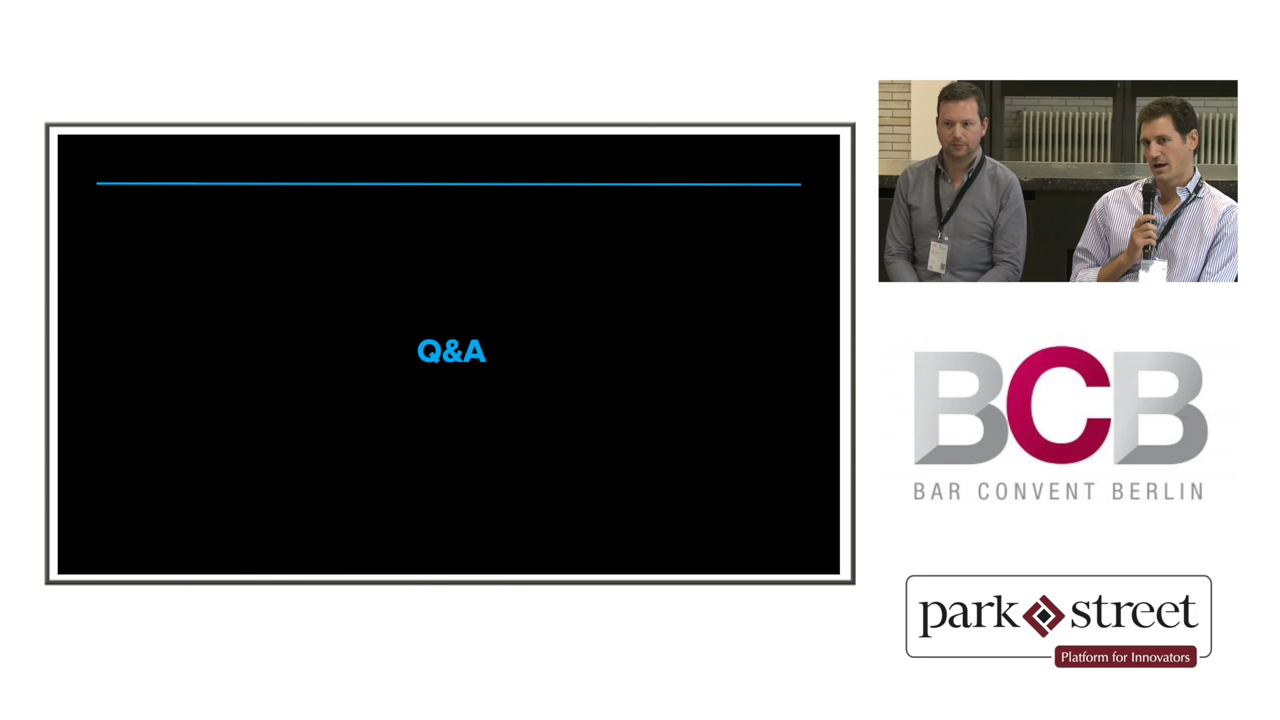 Q&A
BCB
BAR CONVENT BERLIN
park street
Platform for Innovators